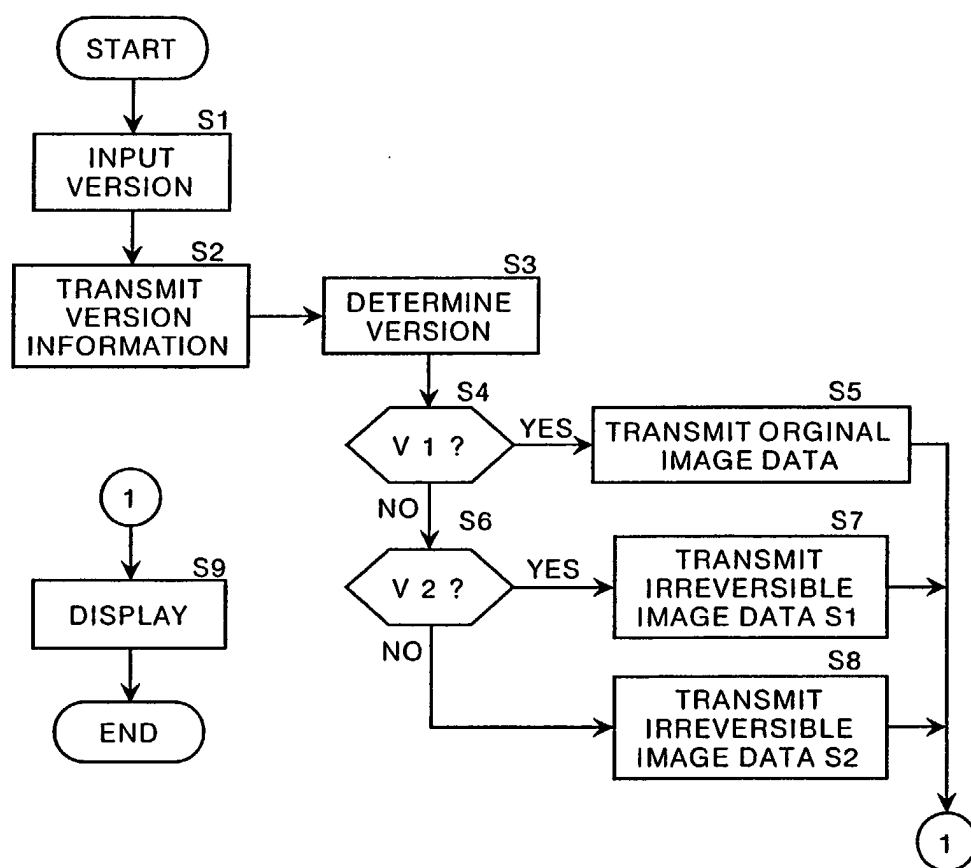 START
S1
INPUT
VERSION
S2
TRANSMIT
VERSION
INFORMATION
S3
DETERMINE
VERSION
S4
V 1 ?
YES
NO
S5
TRANSMIT ORGINAL
IMAGE DATA
S6
V 2 ?
YES
NO
S7
TRANSMIT
IRREVERSIBLE
IMAGE DATA S1
S8
TRANSMIT
IRREVERSIBLE
IMAGE DATA S2
1
1
S9
DISPLAY
END